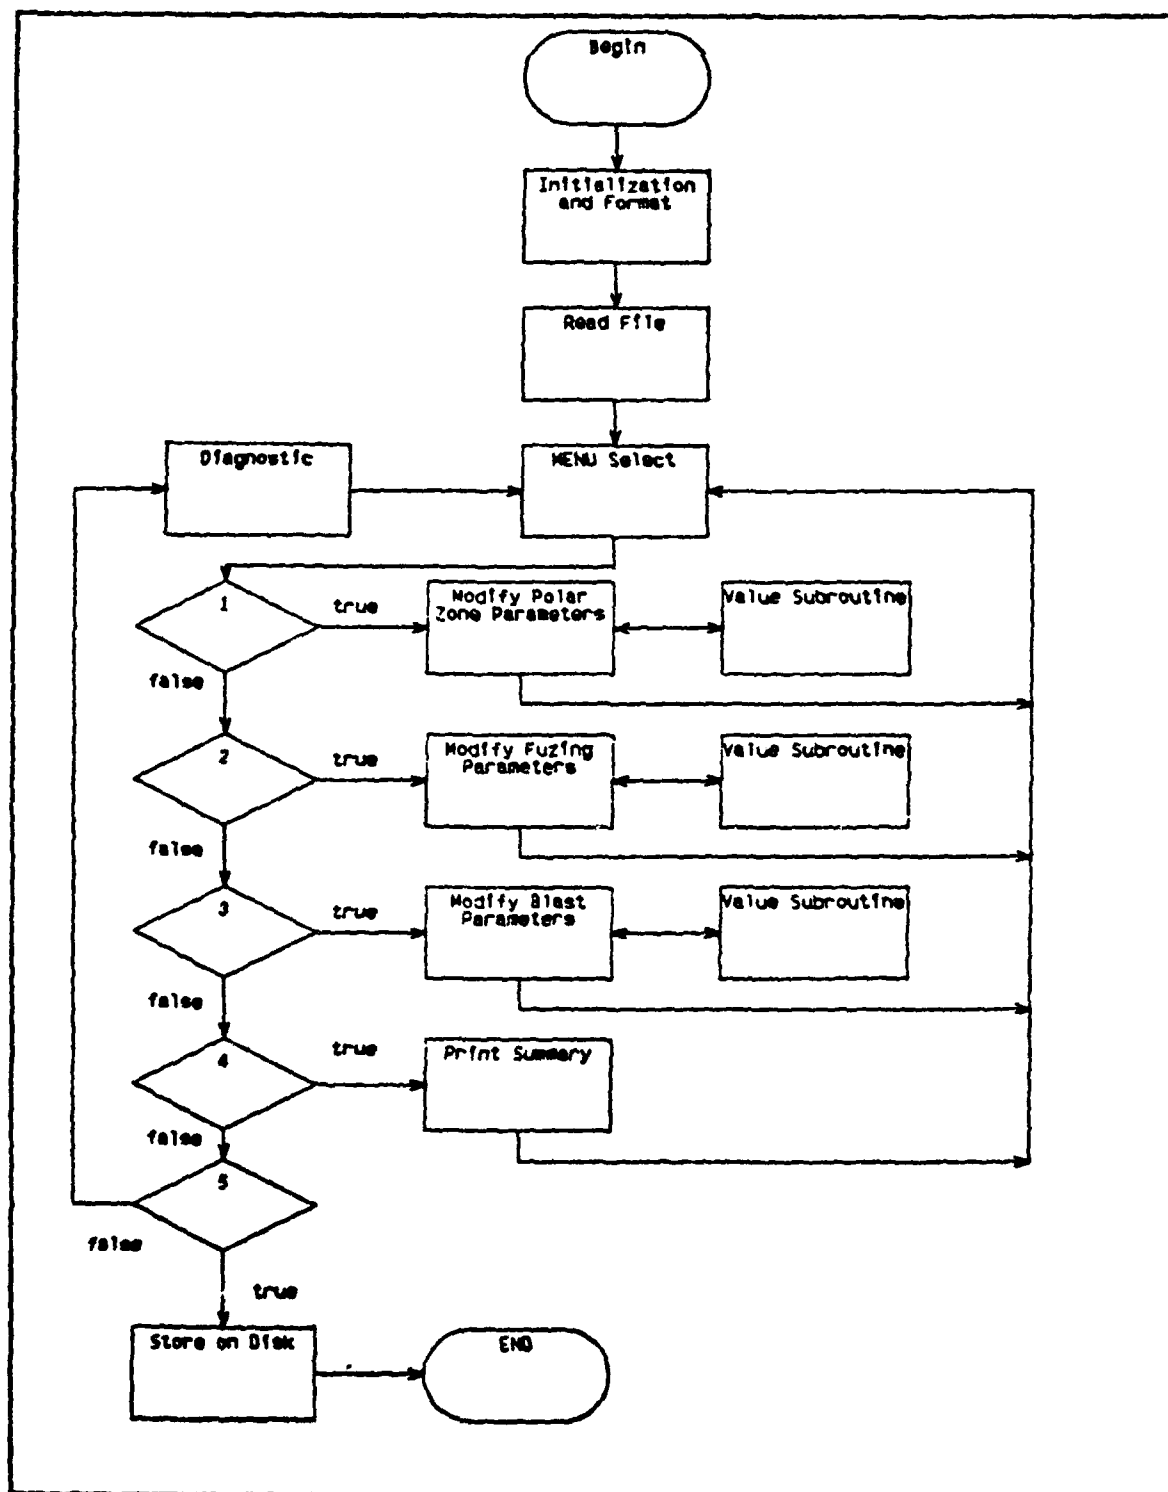 Begin
Initialization
and Format
Read File
Diagnostic
MENU Select
1
true
Modify Polar
Zone Parameters
Value Subroutine
false
2
true
Modify Fuzing
Parameters
Value Subroutine
false
3
true
Modify Blast
Parameters
Value Subroutine
false
4
true
Print Summary
false
5
false
true
Store on Disk
END